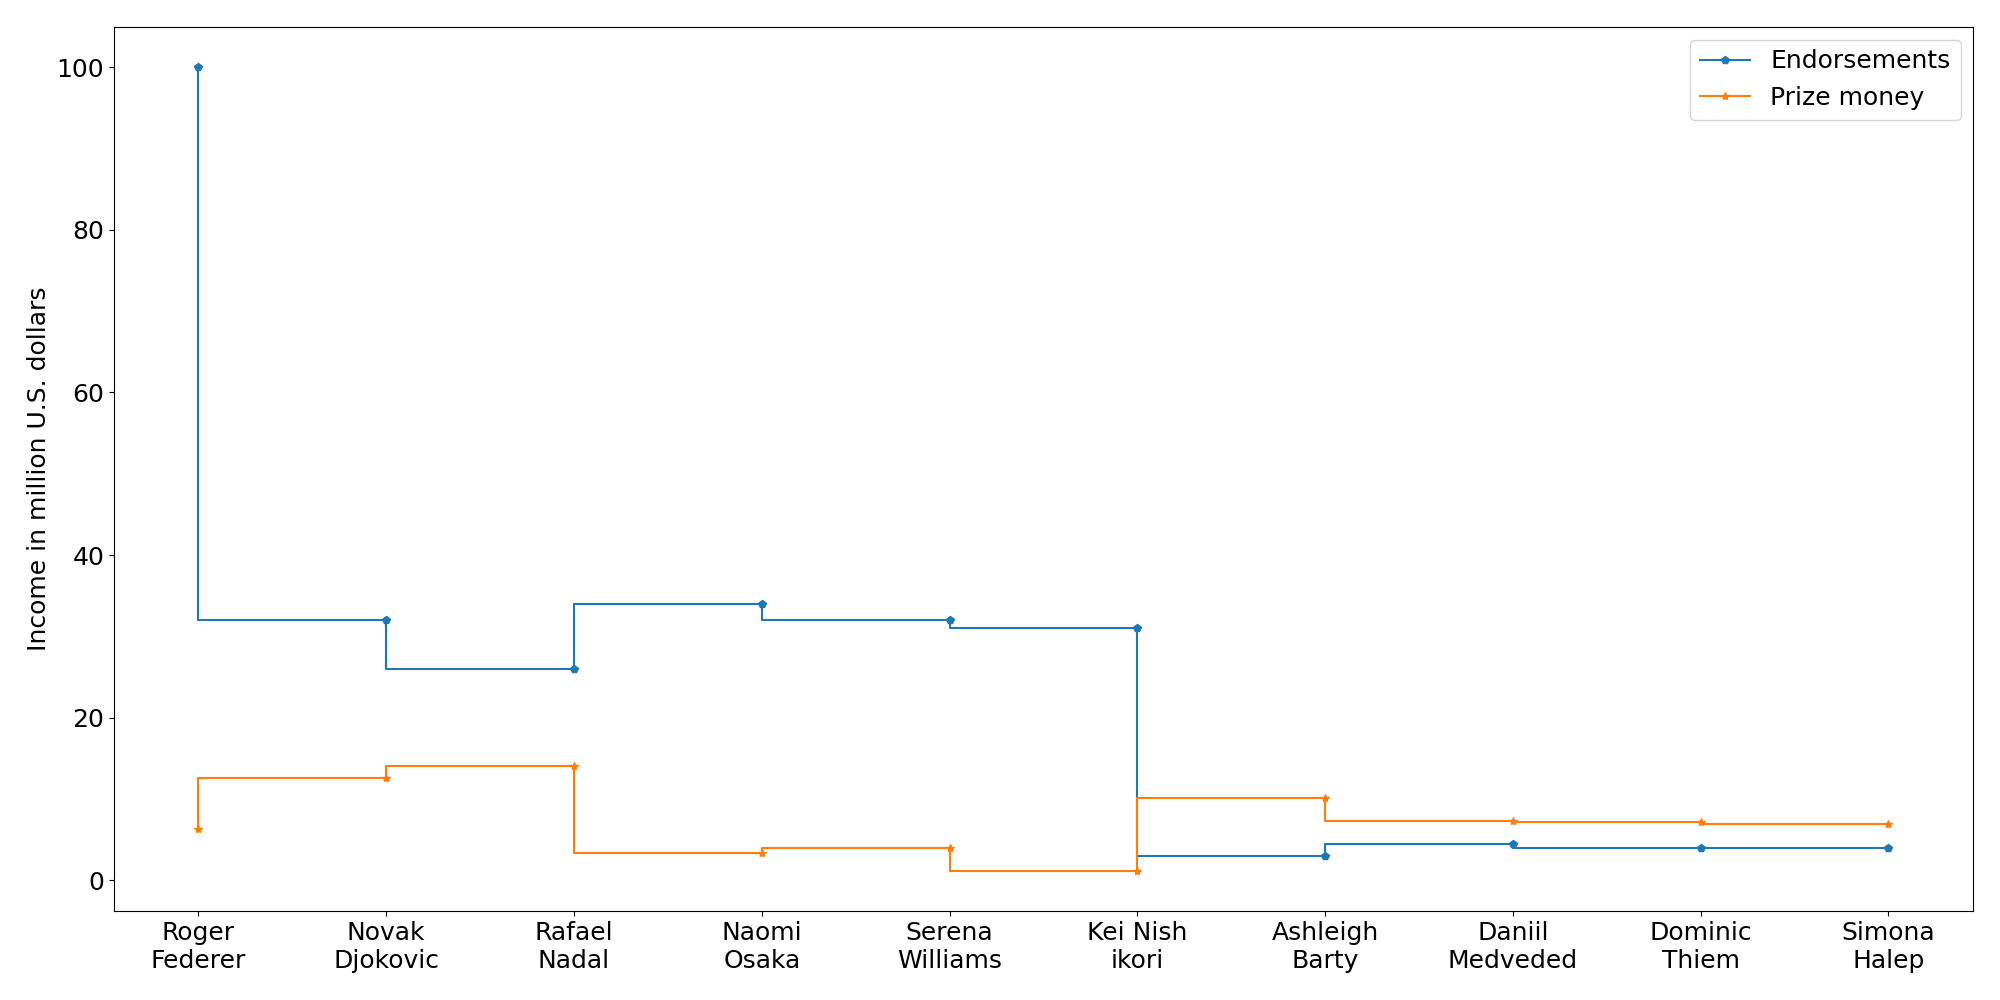 Endorsements
Prize money
Income in million U.S. dollars
100
80
60
40
20
0
Roger Federer
Novak Djokovic
Rafael Nadal
Naomi Osaka
Serena Williams
Kei Nish ikori
Ashleigh Barty
Daniil Medveded
Dominic Thiem
Simona Halep